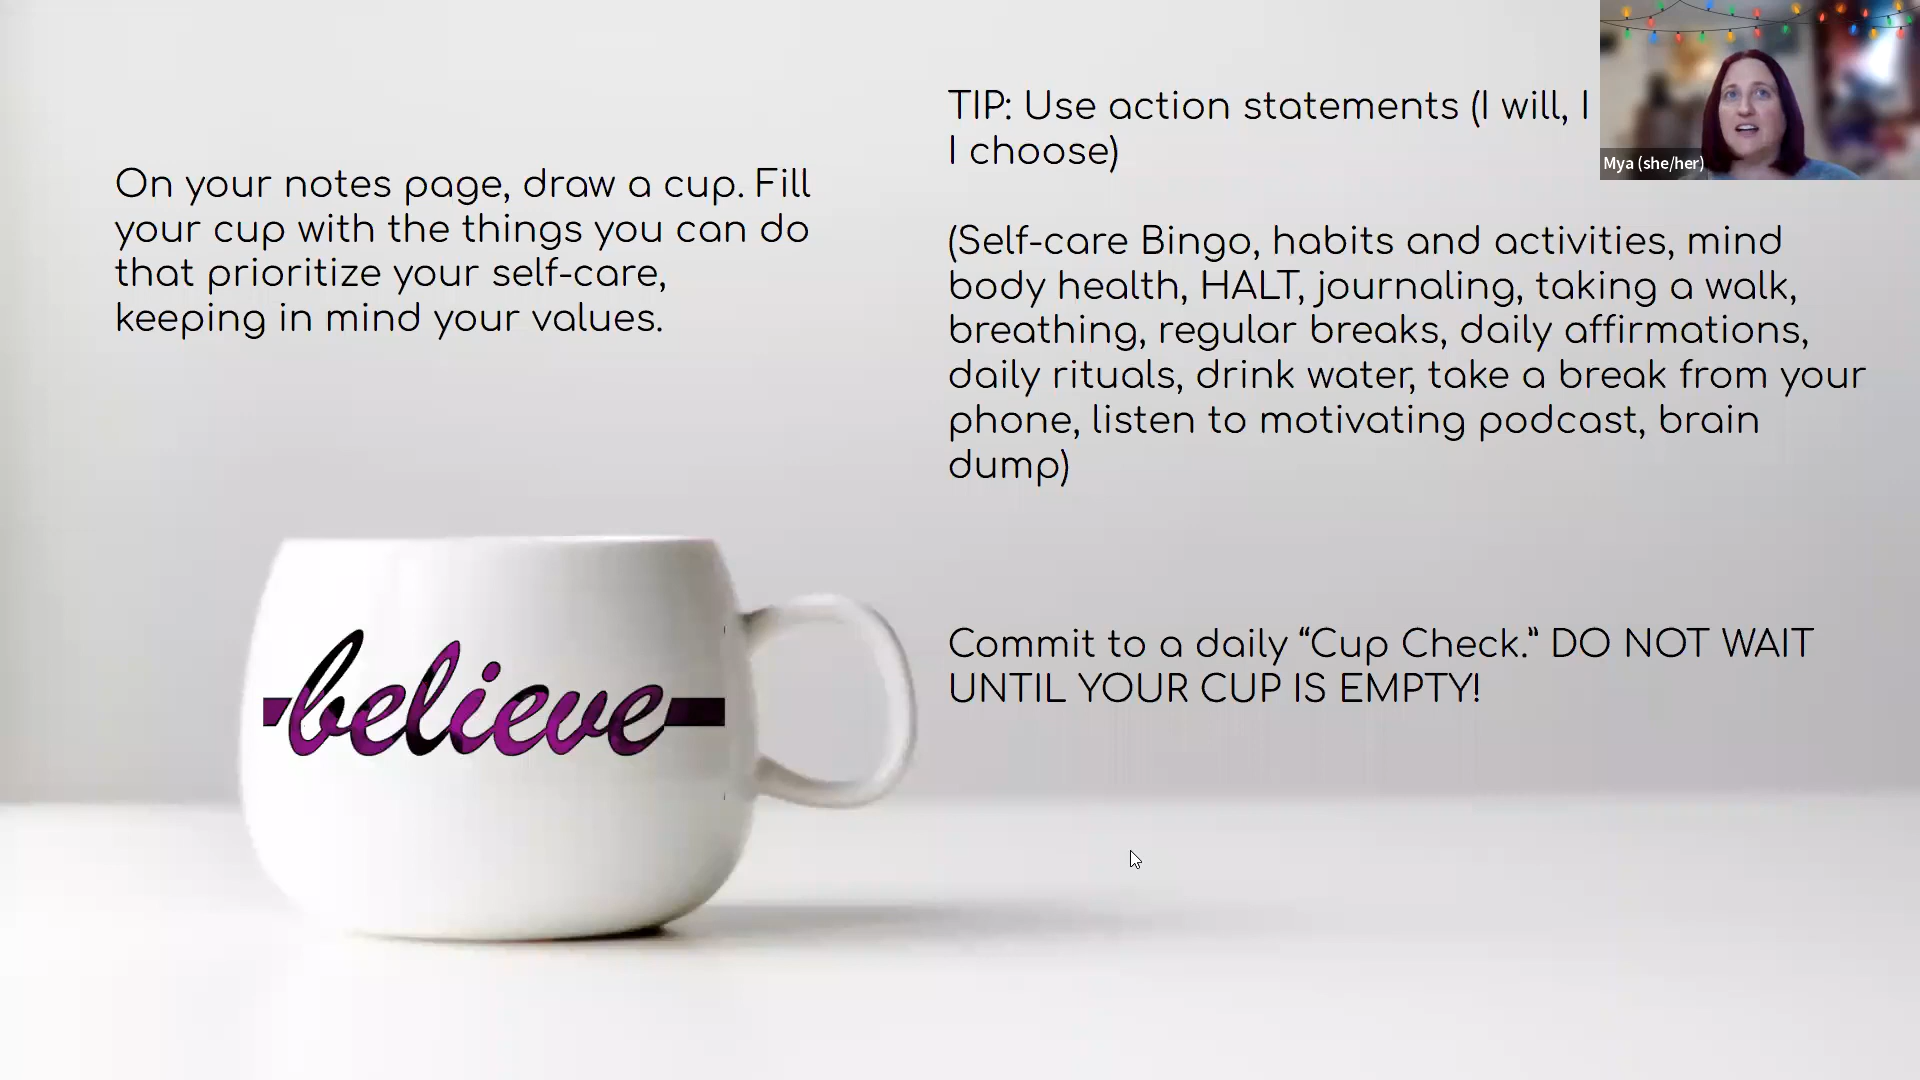 On your notes page, draw a cup. Fill
your cup with the things you can do
that prioritize your self-care,
keeping in mind your values.
believe
TIP: Use action statements (I will, I
I choose)
(Self-care Bingo, habits and activities, mind
body health, HALT, journaling, taking a walk,
breathing, regular breaks, daily affirmations,
daily rituals, drink water, take a break from your
phone, listen to motivating podcast, brain
dump)
Commit to a daily “Cup Check.” DO NOT WAIT
UNTIL YOUR CUP IS EMPTY!
Mya (she/her)